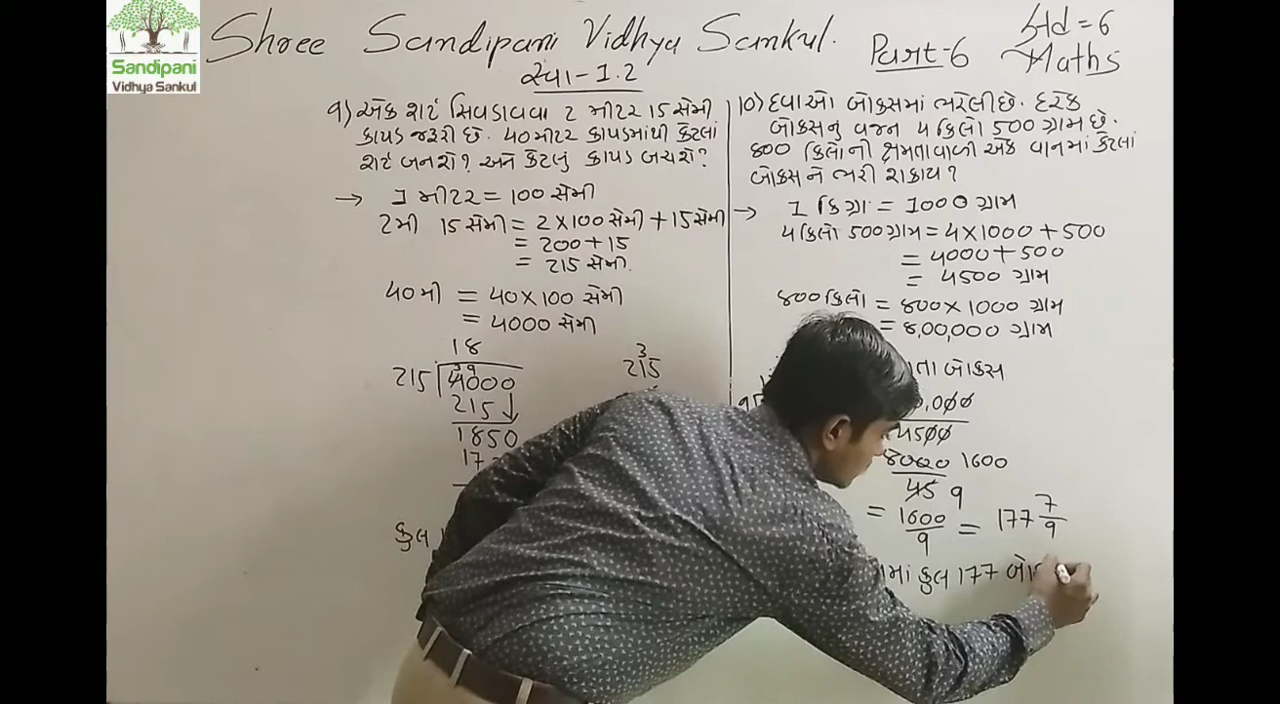 Sandipani
Vidhya Sankul
Shree Sandipani Vidhya Sankul.
Part-6
Std = 6
Maths
સ્વા-1.2
9) એક શર્ટ સિવડાવવા 2 મીટર 15 સેમી
કાપડ જરૂરી છે. 40 મીટર કાપડમાંથી કેટલાં
શર્ટ બનશે? અને કેટલું કાપડ બચશે?
→ 1 મીટર = 100 સેમી
2મી 15 સેમી = 2 × 100 સેમી + 15 સેમી
= 200 + 15
= 215 સેમી.
40 મી = 40 × 100 સેમી
= 4000 સેમી
18
215 4000
215
1850
3
215
કુલ
10) દવાઓ બોક્સમાં ભરેલી છે. દરેક
બોક્સનું વજન 4 કિલો 500 ગ્રામ છે.
800 કિલોની ક્ષમતાવાળી એક વાનમાં કેટલાં
બોક્સ ને ભરી શકાય?
→ 1 કિગ્રા = 1000 ગ્રામ
4 કિલો 500 ગ્રામ = 4 × 1000 + 500
= 4000 + 500
= 4500 ગ્રામ
800 કિલો = 800 × 1000 ગ્રામ
= 8,00,000 ગ્રામ
બોક્સ
4500
8000 1600
45 9
= 1600/9 = 177 7/9
કુલ 177